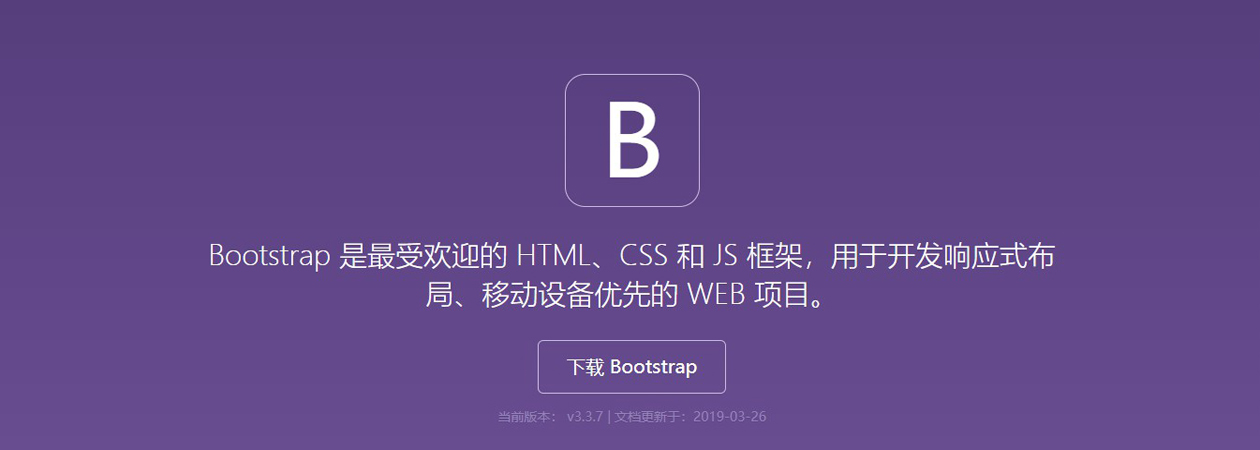 B
Bootstrap 是最受欢迎的 HTML、CSS 和 JS 框架，用于开发响应式布
局、移动设备优先的 WEB 项目。
下载 Bootstrap
当前版本： v3.3.7 | 文档更新于：2019-03-26